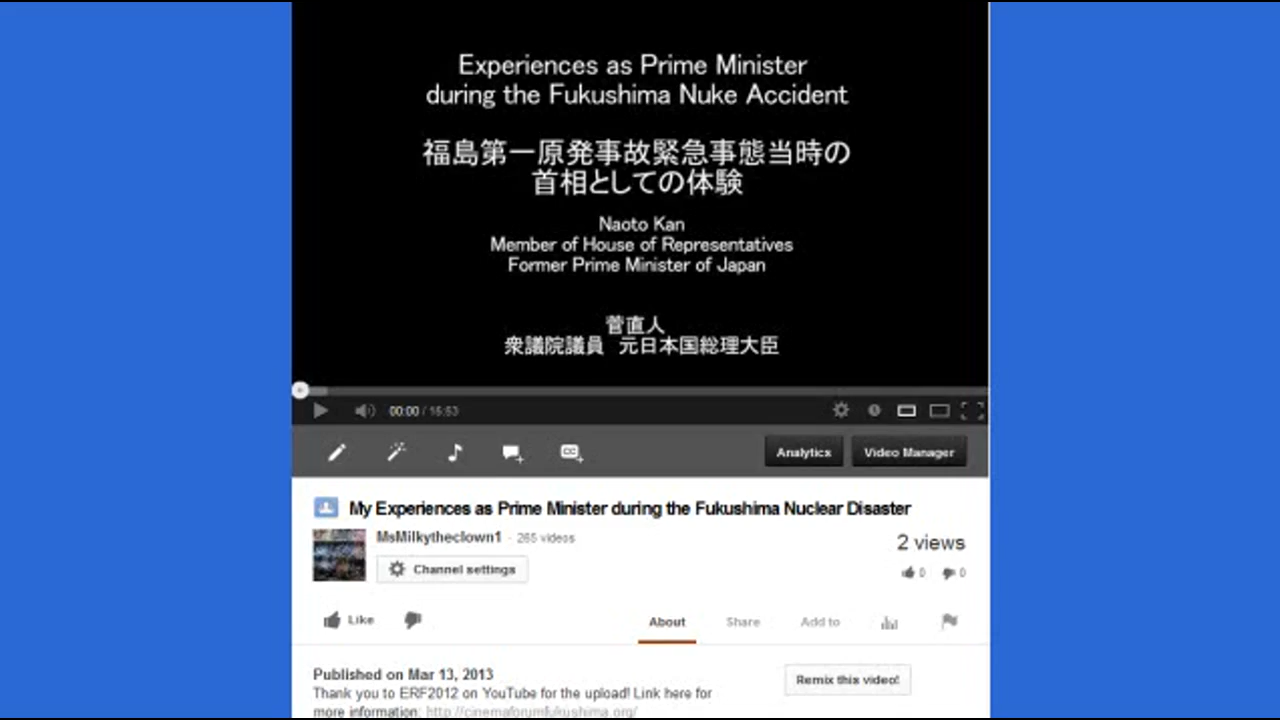 Experiences as Prime Minister
during the Fukushima Nuke Accident
福島第一原発事故緊急事態当時の
首相としての体験
Naoto Kan
Member of House of Representatives
Former Prime Minister of Japan
菅直人
衆議院議員 元日本国総理大臣
00:00 / 15:53
Analytics
Video Manager
My Experiences as Prime Minister during the Fukushima Nuclear Disaster
MsMilkytheclown1 · 265 videos
2 views
Channel settings
0 0
Like
About Share Add to
Published on Mar 13, 2013
Remix this video!
Thank you to ERF2012 on YouTube for the upload! Link here for
more information: http://cinemaforumfukushima.org/